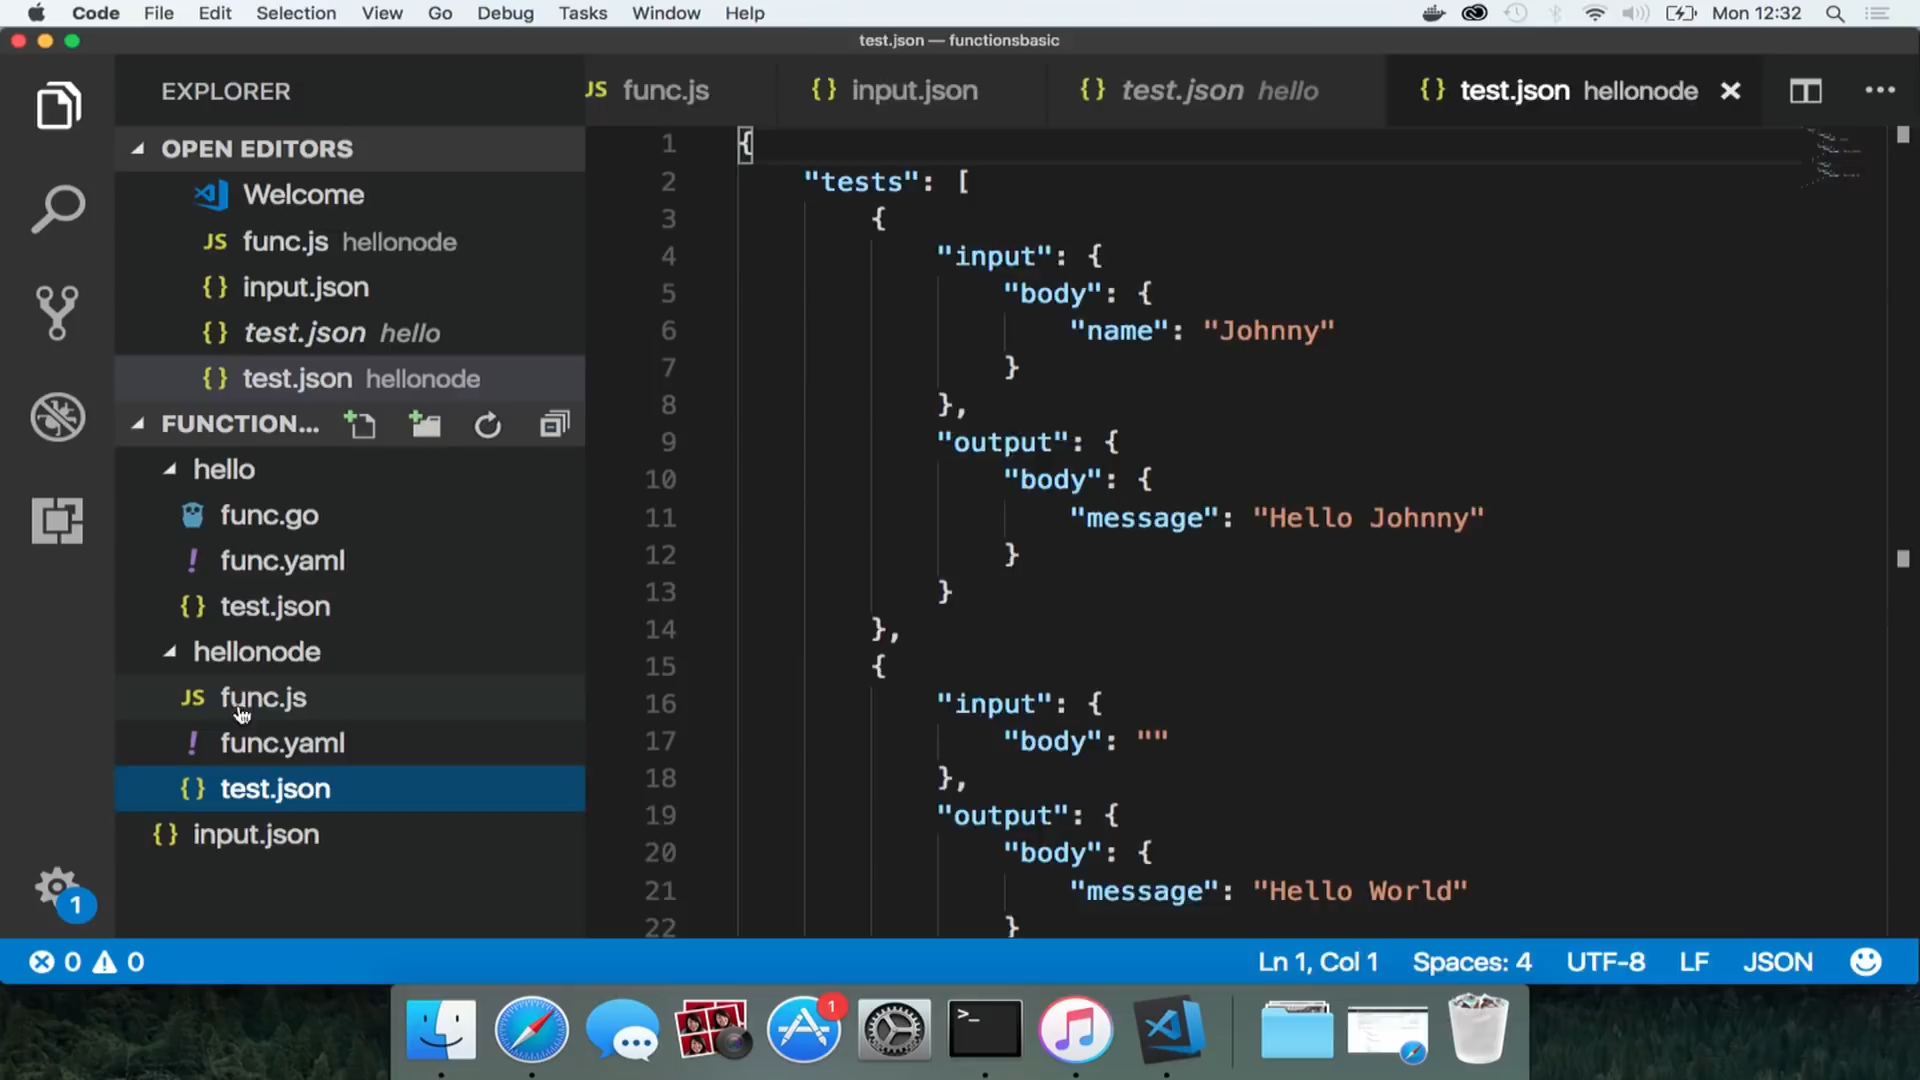 Code File Edit Selection View Go Debug Tasks Window Help Mon 12:32
test.json — functionsbasic
EXPLORER
OPEN EDITORS
Welcome
JS func.js hellonode
{} input.json
{} test.json hello
{} test.json hellonode
FUNCTION...
hello
func.go
! func.yaml
{} test.json
hellonode
JS func.js
! func.yaml
{} test.json
{} input.json
1
JS func.js {} input.json {} test.json hello {} test.json hellonode
1 {
2 "tests": [
3 {
4 "input": {
5 "body": {
6 "name": "Johnny"
7 }
8 },
9 "output": {
10 "body": {
11 "message": "Hello Johnny"
12 }
13 }
14 },
15 {
16 "input": {
17 "body": ""
18 },
19 "output": {
20 "body": {
21 "message": "Hello World"
22 }
0 0 Ln 1, Col 1 Spaces: 4 UTF-8 LF JSON
1
>_